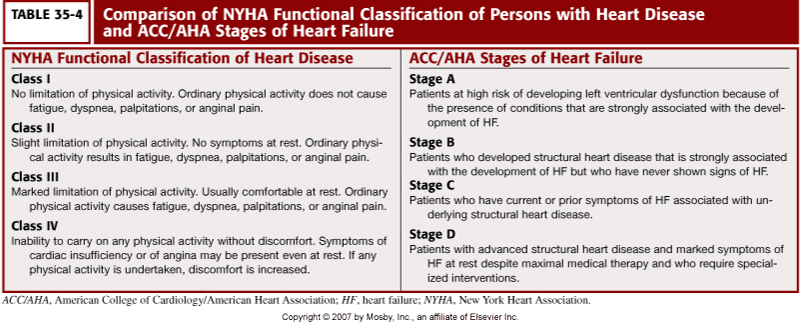 TABLE 35-4
Comparison of NYHA Functional Classification of Persons with Heart Disease
and ACC/AHA Stages of Heart Failure
NYHA Functional Classification of Heart Disease
Class I
No limitation of physical activity. Ordinary physical activity does not cause
fatigue, dyspnea, palpitations, or anginal pain.
Class II
Slight limitation of physical activity. No symptoms at rest. Ordinary physi-
cal activity results in fatigue, dyspnea, palpitations, or anginal pain.
Class III
Marked limitation of physical activity. Usually comfortable at rest. Ordinary
physical activity causes fatigue, dyspnea, palpitations, or anginal pain.
Class IV
Inability to carry on any physical activity without discomfort. Symptoms of
cardiac insufficiency or of angina may be present even at rest. If any
physical activity is undertaken, discomfort is increased.
ACC/AHA Stages of Heart Failure
Stage A
Patients at high risk of developing left ventricular dysfunction because of
the presence of conditions that are strongly associated with the devel-
opment of HF.
Stage B
Patients who developed structural heart disease that is strongly associated
with the development of HF but who have never shown signs of HF.
Stage C
Patients who have current or prior symptoms of HF associated with un-
derlying structural heart disease.
Stage D
Patients with advanced structural heart disease and marked symptoms of
HF at rest despite maximal medical therapy and who require special-
ized interventions.
ACC/AHA, American College of Cardiology/American Heart Association; HF, heart failure; NYHA, New York Heart Association.
Copyright © 2007 by Mosby, Inc., an affiliate of Elsevier Inc.